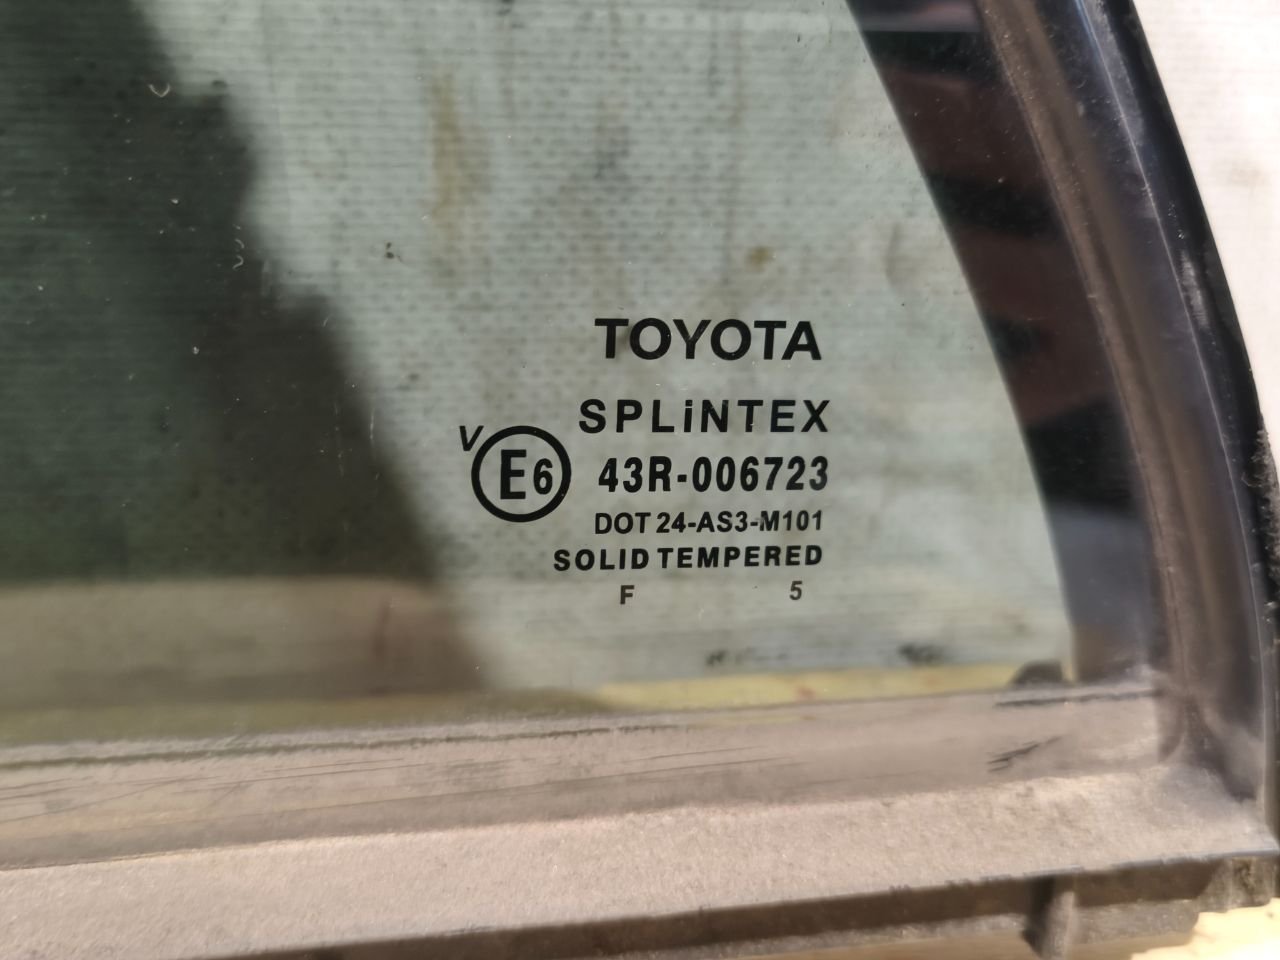 TOYOTA
SPLiNTEX
V E6 43R-006723
DOT 24-AS3-M101
SOLID TEMPERED
F 5